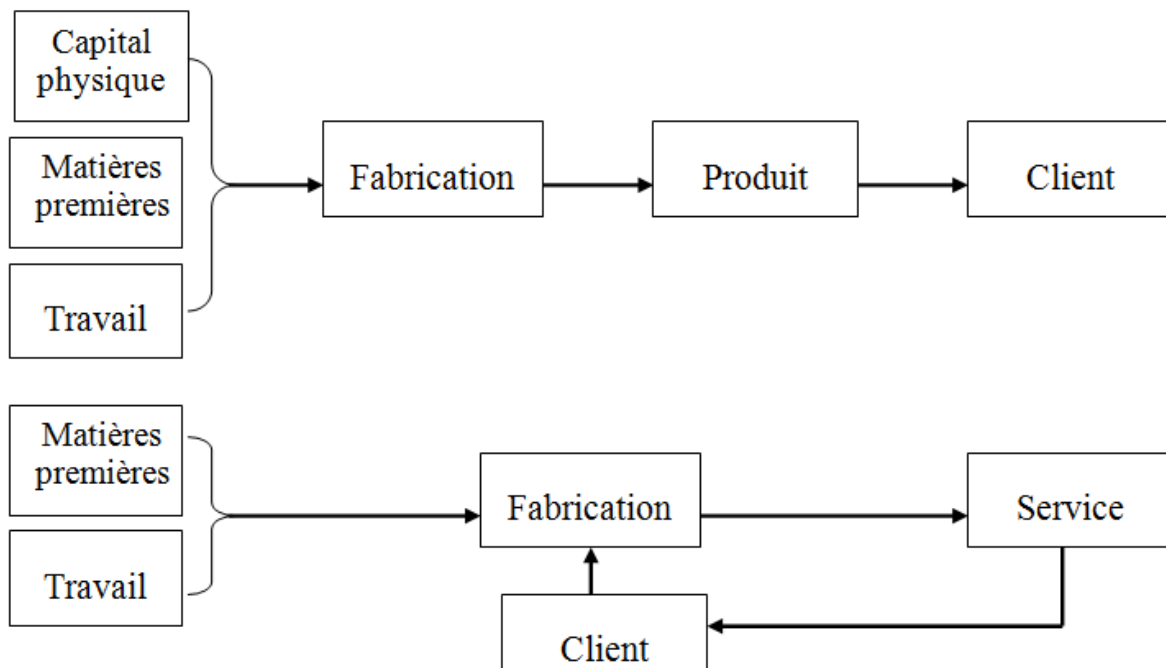 Capital
physique
Matières
premières
Travail
Fabrication
Produit
Client
Matières
premières
Travail
Fabrication
Service
Client